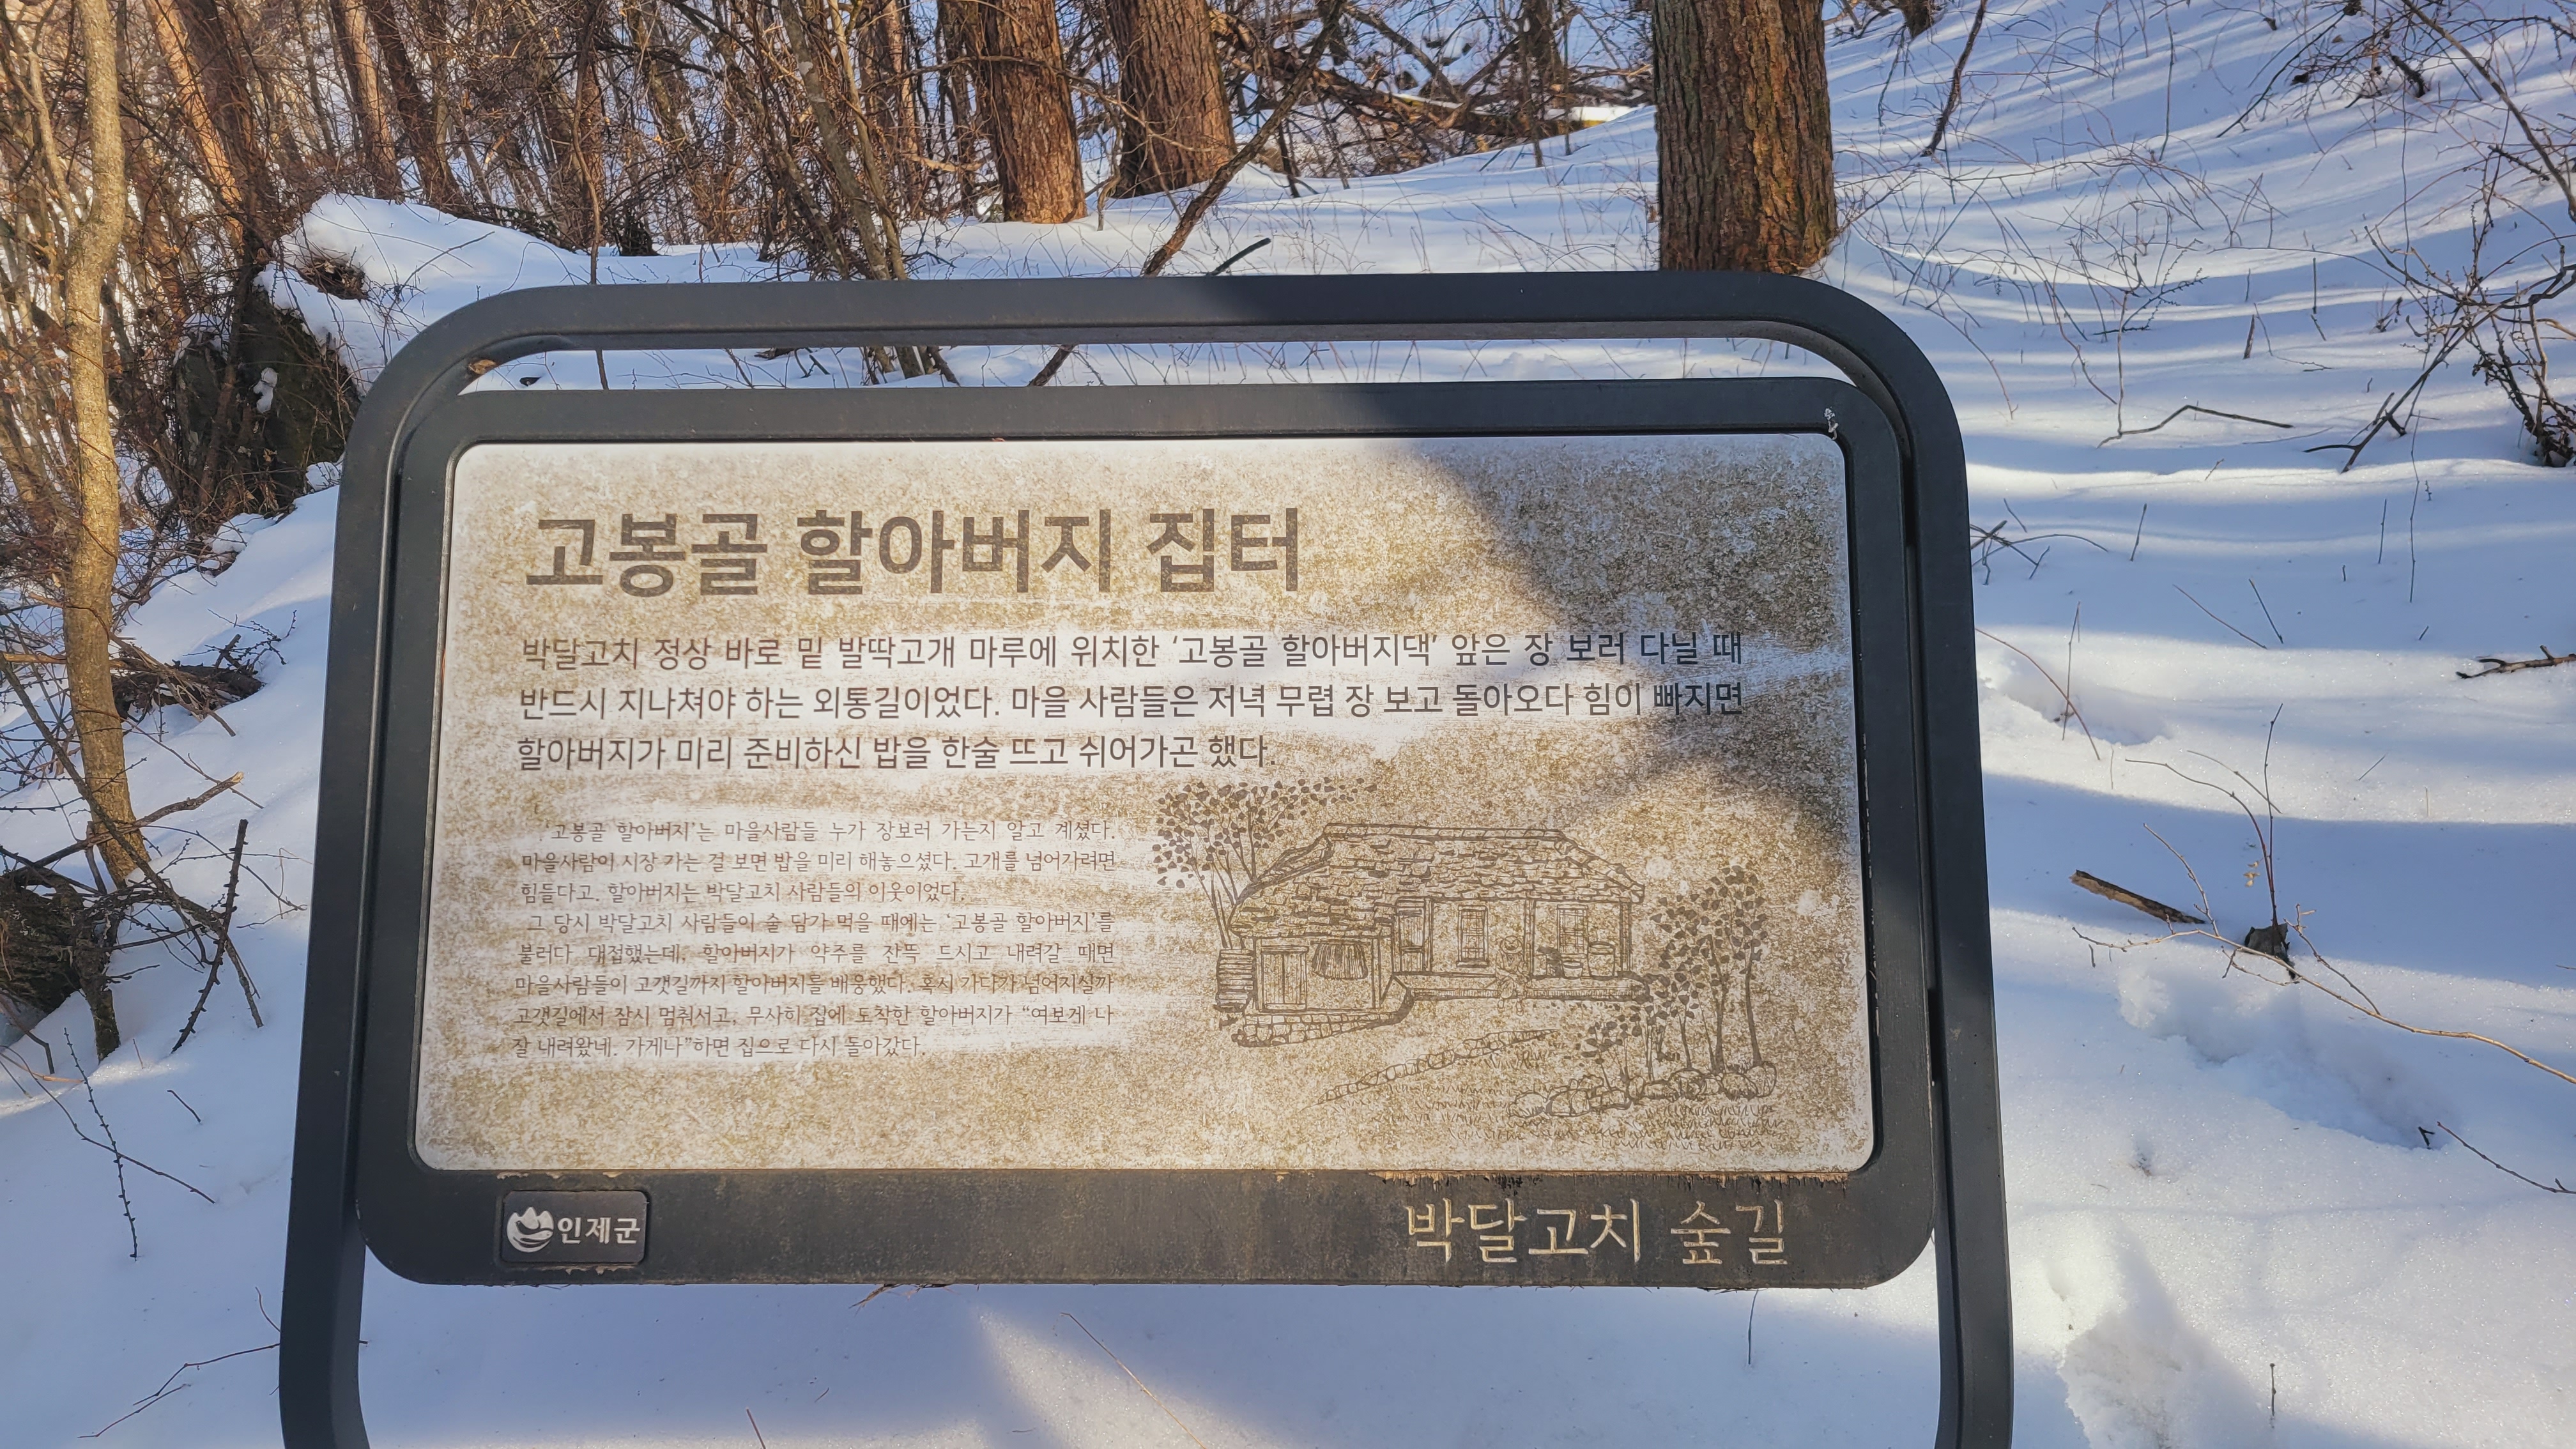 고봉골 할아버지 집터
박달고치 정상 바로 밑 발딱고개 마루에 위치한 ‘고봉골 할아버지댁’ 앞은 장 보러 다닐 때
반드시 지나쳐야 하는 외통길이었다. 마을 사람들은 저녁 무렵 장 보고 돌아오다 힘이 빠지면
할아버지가 미리 준비하신 밥을 한술 뜨고 쉬어가곤 했다.
‘고봉골 할아버지’는 마을사람들 누가 장보러 가는지 알고 계셨다.
마을사람이 시장 가는 걸 보면 밥을 미리 해놓으셨다. 고개를 넘어가려면
힘들다고. 할아버지는 박달고치 사람들의 이웃이었다.
그 당시 박달고치 사람들이 술 담가 먹을 때에는 ‘고봉골 할아버지’를
불러다 대접했는데, 할아버지가 약주를 잔뜩 드시고 내려갈 때면
마을사람들이 고갯길까지 할아버지를 배웅했다. 혹시 가다가 넘어지실까
고갯길에서 잠시 멈춰서고, 무사히 집에 도착한 할아버지가 “여보게 나
잘 내려왔네. 가게나”하면 집으로 다시 돌아갔다.
인제군
박달고치 숲길